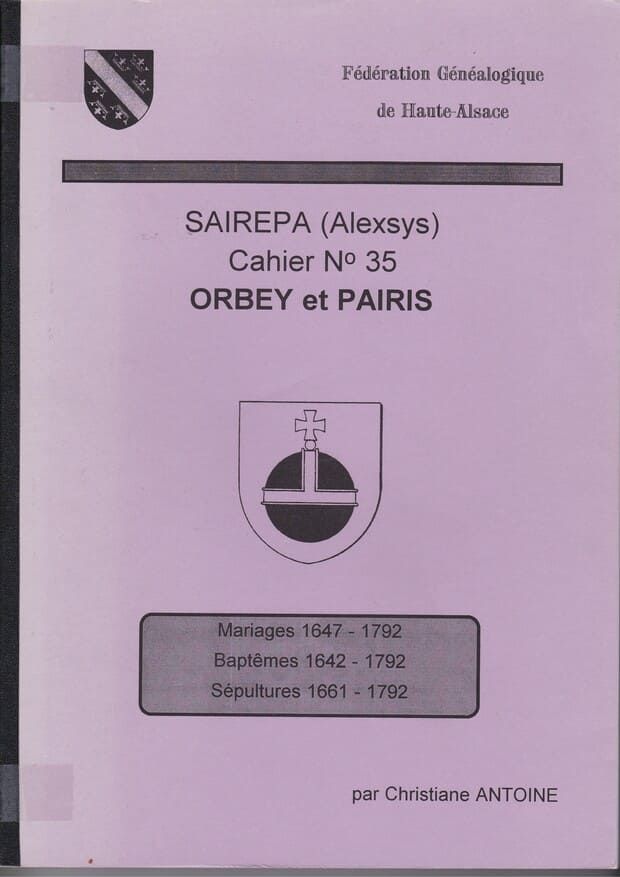 Fédération Généalogique
de Haute-Alsace
SAIREPA (Alexsys)
Cahier Nº 35
ORBEY et PAIRIS
Mariages 1647 - 1792
Baptêmes 1642 - 1792
Sépultures 1661 - 1792
par Christiane ANTOINE